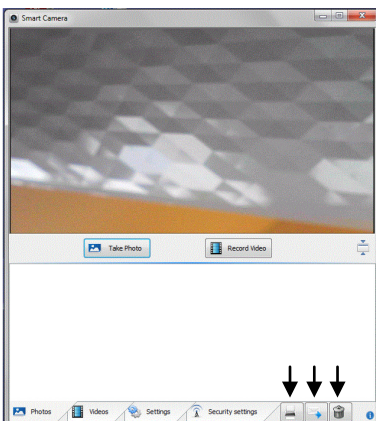 Smart Camera
Take Photo
Record Video
Photos
Videos
Settings
Security settings